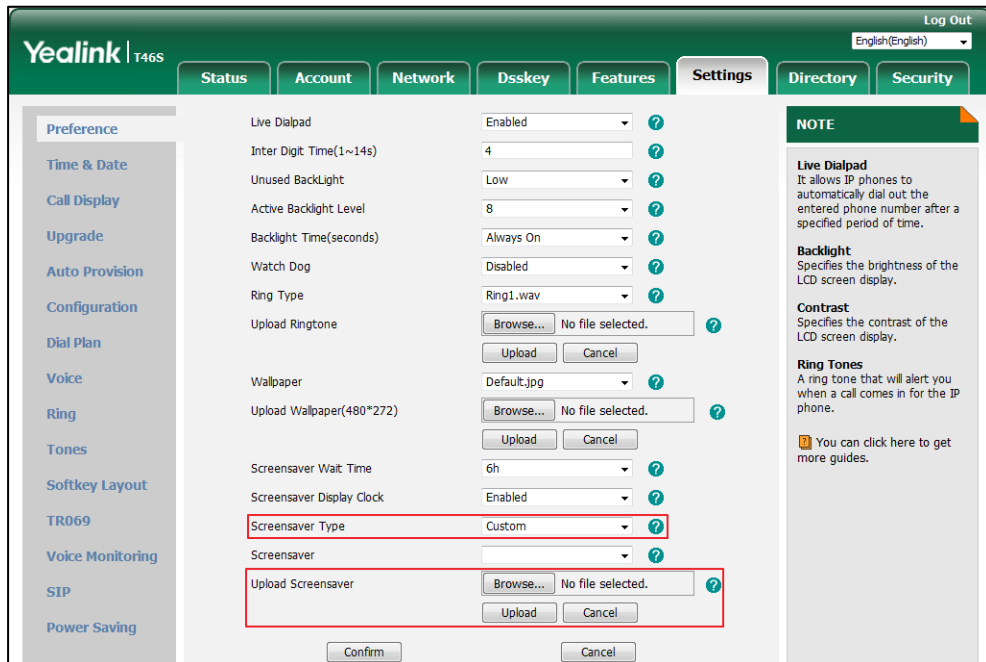 Log Out
English(English)
Yealink | T46S
Status Account Network Dsskey Features Settings Directory Security
Preference
Time & Date
Call Display
Upgrade
Auto Provision
Configuration
Dial Plan
Voice
Ring
Tones
Softkey Layout
TR069
Voice Monitoring
SIP
Power Saving
Live Dialpad Enabled ?
Inter Digit Time(1~14s) 4 ?
Unused BackLight Low ?
Active Backlight Level 8 ?
Backlight Time(seconds) Always On ?
Watch Dog Disabled ?
Ring Type Ring1.wav ?
Upload Ringtone Browse... No file selected. ?
Upload Cancel
Wallpaper Default.jpg ?
Upload Wallpaper(480*272) Browse... No file selected. ?
Upload Cancel
Screensaver Wait Time 6h ?
Screensaver Display Clock Enabled ?
Screensaver Type Custom ?
Screensaver ?
Upload Screensaver Browse... No file selected. ?
Upload Cancel
Confirm Cancel
NOTE
Live Dialpad
It allows IP phones to
automatically dial out the
entered phone number after a
specified period of time.
Backlight
Specifies the brightness of the
LCD screen display.
Contrast
Specifies the contrast of the
LCD screen display.
Ring Tones
A ring tone that will alert you
when a call comes in for the IP
phone.
? You can click here to get
more guides.